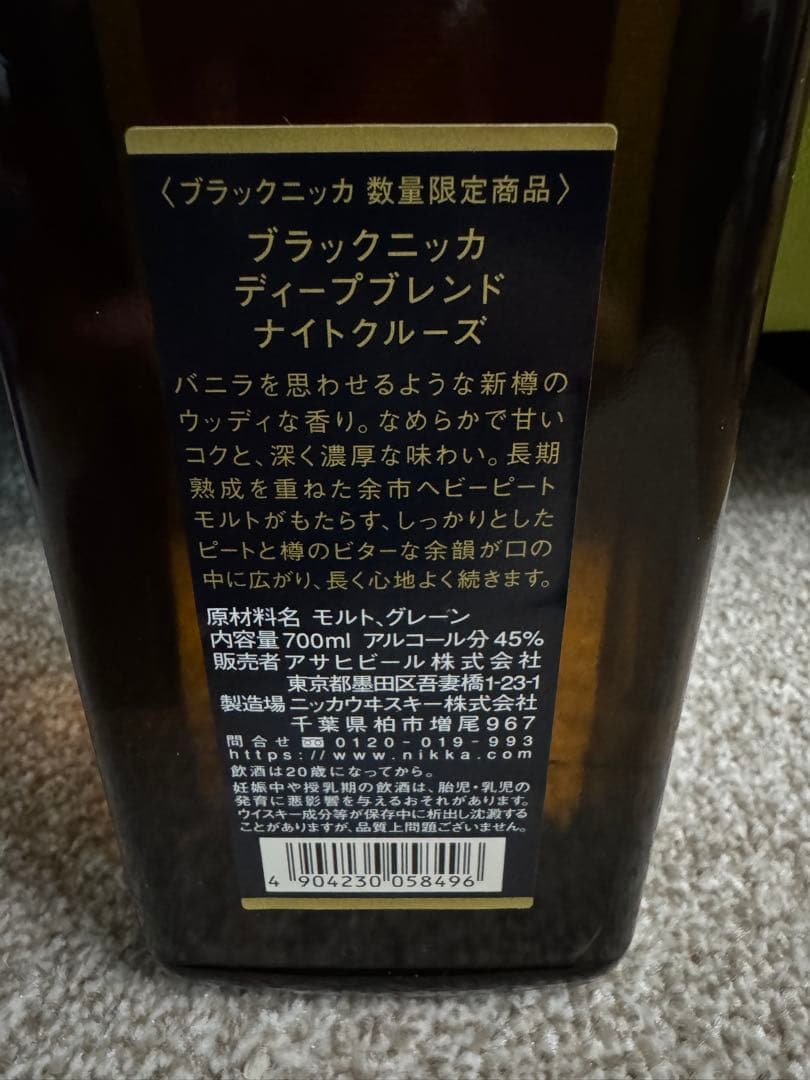 〈ブラックニッカ 数量限定商品〉
ブラックニッカ
ディープブレンド
ナイトクルーズ
バニラを思わせるような新樽の
ウッディな香り。なめらかで甘い
コクと、深く濃厚な味わい。長期
熟成を重ねた余市ヘビーピート
モルトがもたらす、しっかりとした
ピートと樽のビターな余韻が口の
中に広がり、長く心地よく続きます。
原材料名 モルト、グレーン
内容量700ml アルコール分45%
販売者アサヒビール株式会社
東京都墨田区吾妻橋1-23-1
製造場ニッカウヰスキー株式会社
千葉県柏市増尾967
問合せ 0120-019-993
https://www.nikka.com
飲酒は20歳になってから。
妊娠中や授乳期の飲酒は、胎児・乳児の
発育に悪影響を与えるおそれがあります。
ウイスキー成分等が保存中に析出し沈澱する
ことがありますが、品質上問題ございません。
4 904230 058496